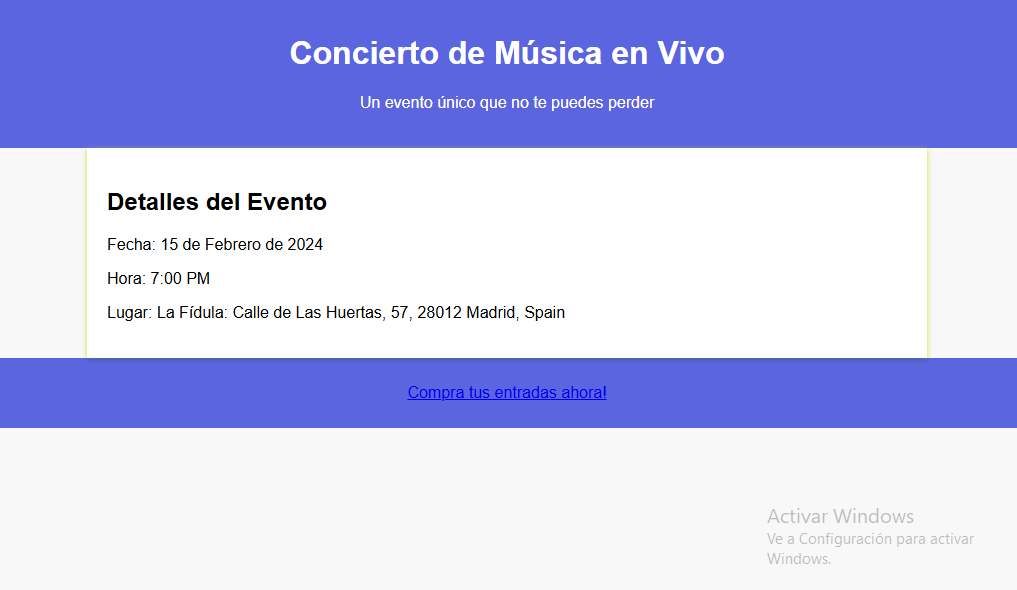 Concierto de Música en Vivo
Un evento único que no te puedes perder
Detalles del Evento
Fecha: 15 de Febrero de 2024
Hora: 7:00 PM
Lugar: La Fídula: Calle de Las Huertas, 57, 28012 Madrid, Spain
Compra tus entradas ahora!
Activar Windows
Ve a Configuración para activar
Windows.